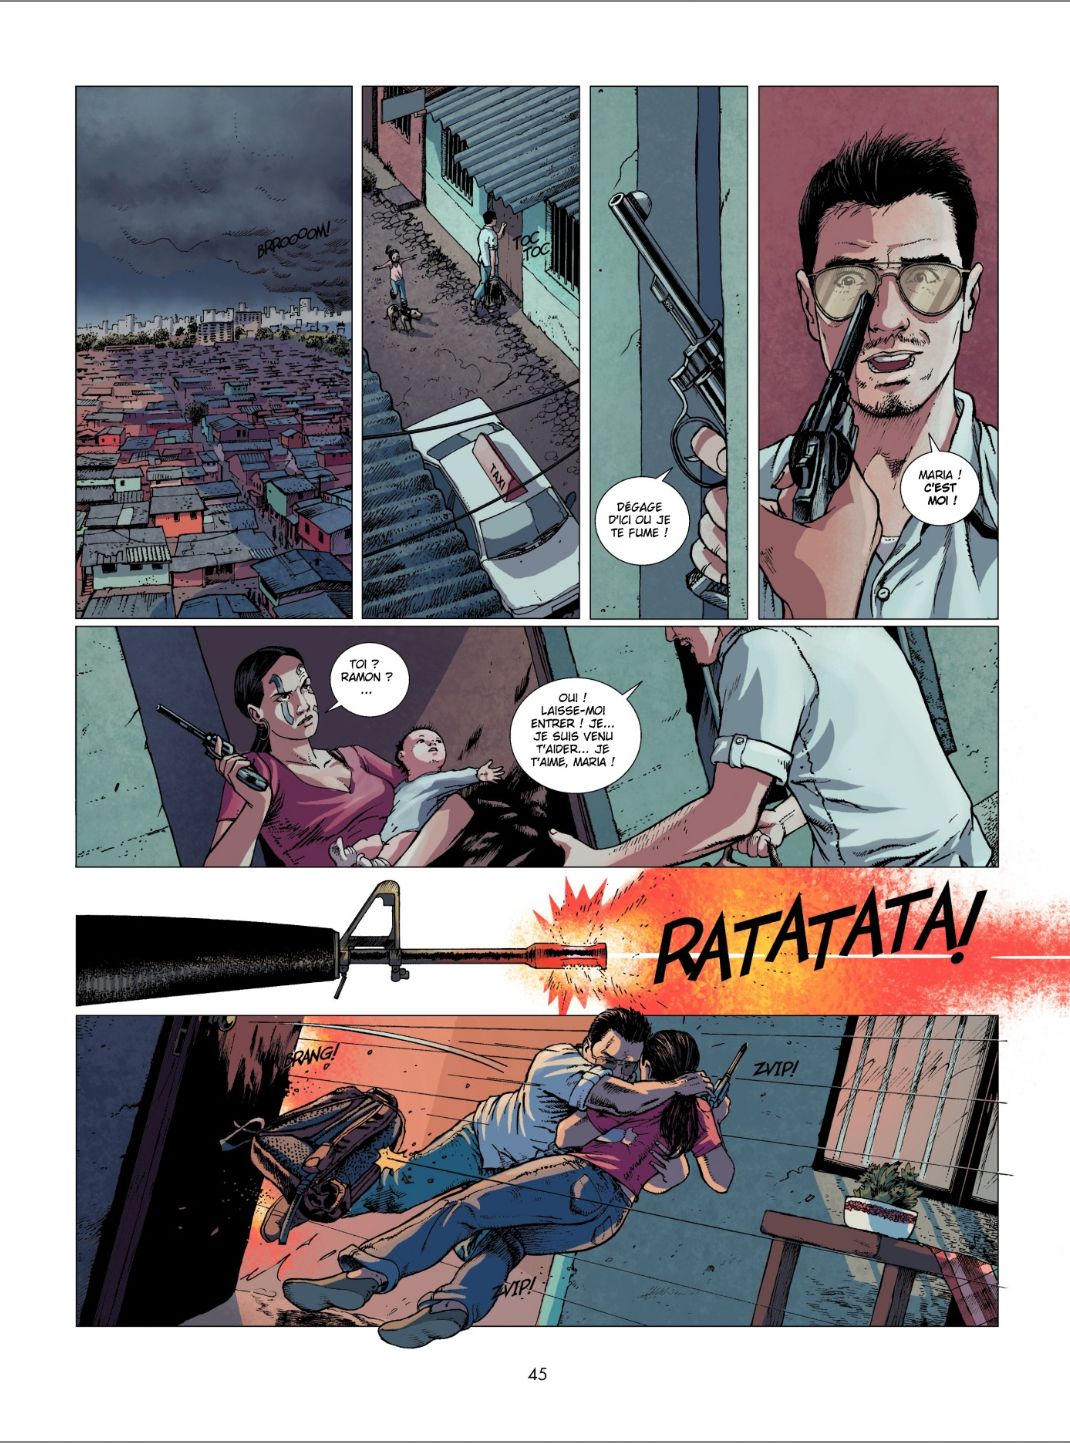 BRROOOOM!
TOC
TOC
TAXI
DÉGAGE
D'ICI OU JE
TE FUME !
MARIA !
C'EST
MOI !
TOI ?
RAMON ?
...
OUI !
LAISSE-MOI
ENTRER ! JE...
JE SUIS VENU
T'AIDER... JE
T'AIME, MARIA !
RATATATA!
BRANG!
ZVIP!
ZVIP!
45